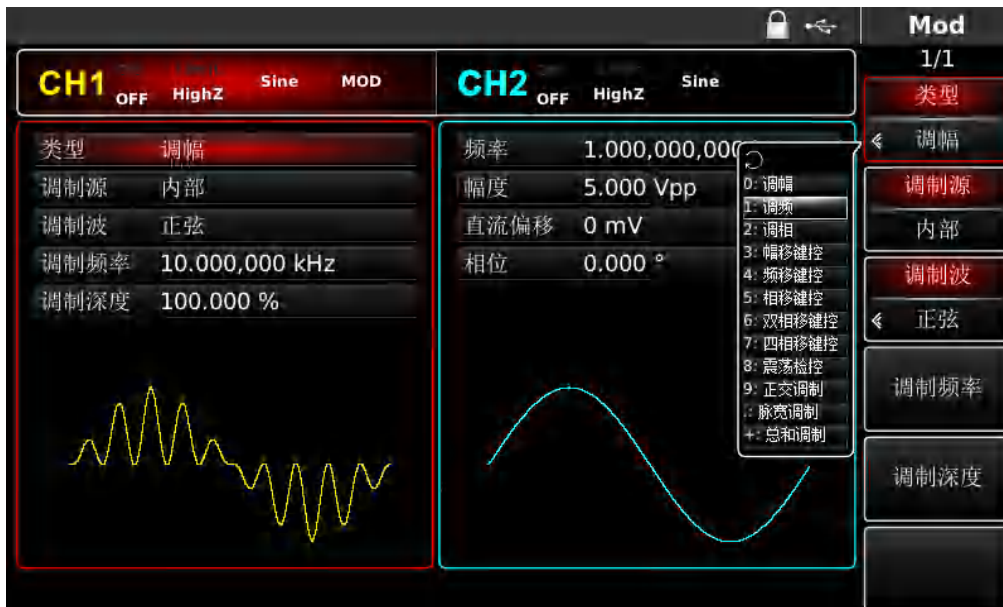 Mod
1/1
CH1 OFF HighZ Sine MOD
CH2 OFF HighZ Sine
类型 调幅
调制源 内部
调制波 正弦
调制频率 10.000,000 kHz
调制深度 100.000 %
频率 1.000,000,000
幅度 5.000 Vpp
直流偏移 0 mV
相位 0.000 °
0: 调幅
1: 调频
2: 调相
3: 幅移键控
4: 频移键控
5: 相移键控
6: 双相移键控
7: 四相移键控
8: 震荡检控
9: 正交调制
.: 脉宽调制
+: 总和调制
类型
调幅
调制源
内部
调制波
正弦
调制频率
调制深度